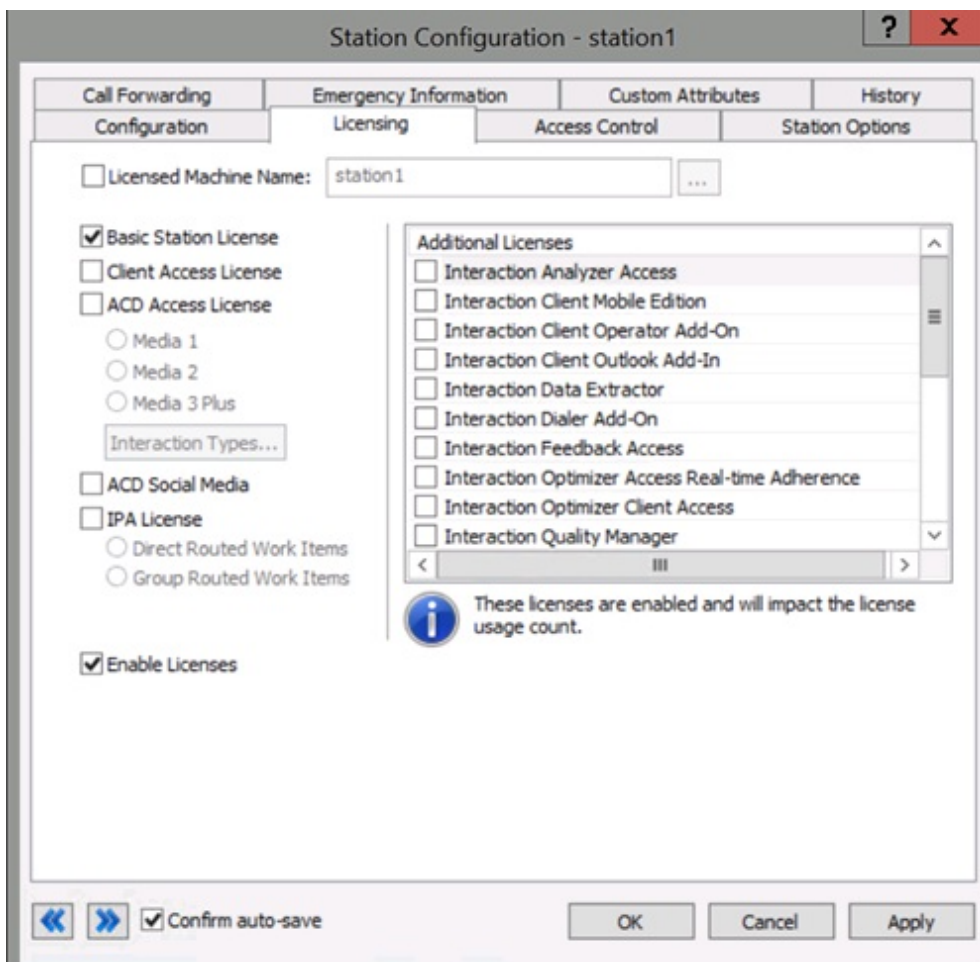 Station Configuration - station1
?
X
Call Forwarding
Emergency Information
Custom Attributes
History
Configuration
Licensing
Access Control
Station Options
Licensed Machine Name:
station1
...
Basic Station License
Client Access License
ACD Access License
Media 1
Media 2
Media 3 Plus
Interaction Types...
ACD Social Media
IPA License
Direct Routed Work Items
Group Routed Work Items
Enable Licenses
Additional Licenses
Interaction Analyzer Access
Interaction Client Mobile Edition
Interaction Client Operator Add-On
Interaction Client Outlook Add-In
Interaction Data Extractor
Interaction Dialer Add-On
Interaction Feedback Access
Interaction Optimizer Access Real-time Adherence
Interaction Optimizer Client Access
Interaction Quality Manager
These licenses are enabled and will impact the license
usage count.
Confirm auto-save
OK
Cancel
Apply